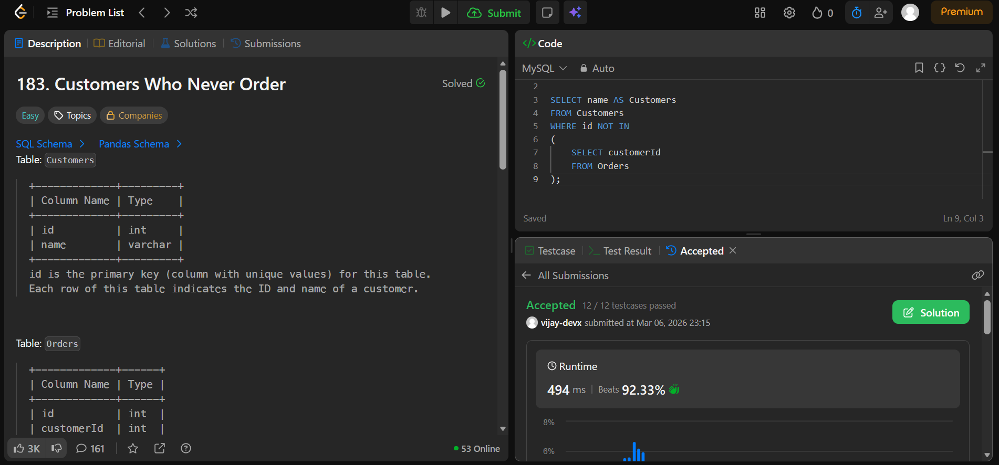 Problem List
Submit
0
Premium
Description
Editorial
Solutions
Submissions
183. Customers Who Never Order
Solved
Easy
Topics
Companies
SQL Schema
Pandas Schema
Table: Customers
+-------------+---------+
| Column Name | Type    |
+-------------+---------+
| id          | int     |
| name        | varchar |
+-------------+---------+
id is the primary key (column with unique values) for this table.
Each row of this table indicates the ID and name of a customer.
Table: Orders
+-------------+------+
| Column Name | Type |
+-------------+------+
| id          | int  |
| customerId  | int  |
3K
161
53 Online
</> Code
MySQL
Auto
2
3 SELECT name AS Customers
4 FROM Customers
5 WHERE id NOT IN
6 (
7     SELECT customerId
8     FROM Orders
9 );
Saved
Ln 9, Col 3
Testcase
Test Result
Accepted
All Submissions
Accepted 12 / 12 testcases passed
vijay-devx submitted at Mar 06, 2026 23:15
Solution
Runtime
494 ms | Beats 92.33%
8%
6%